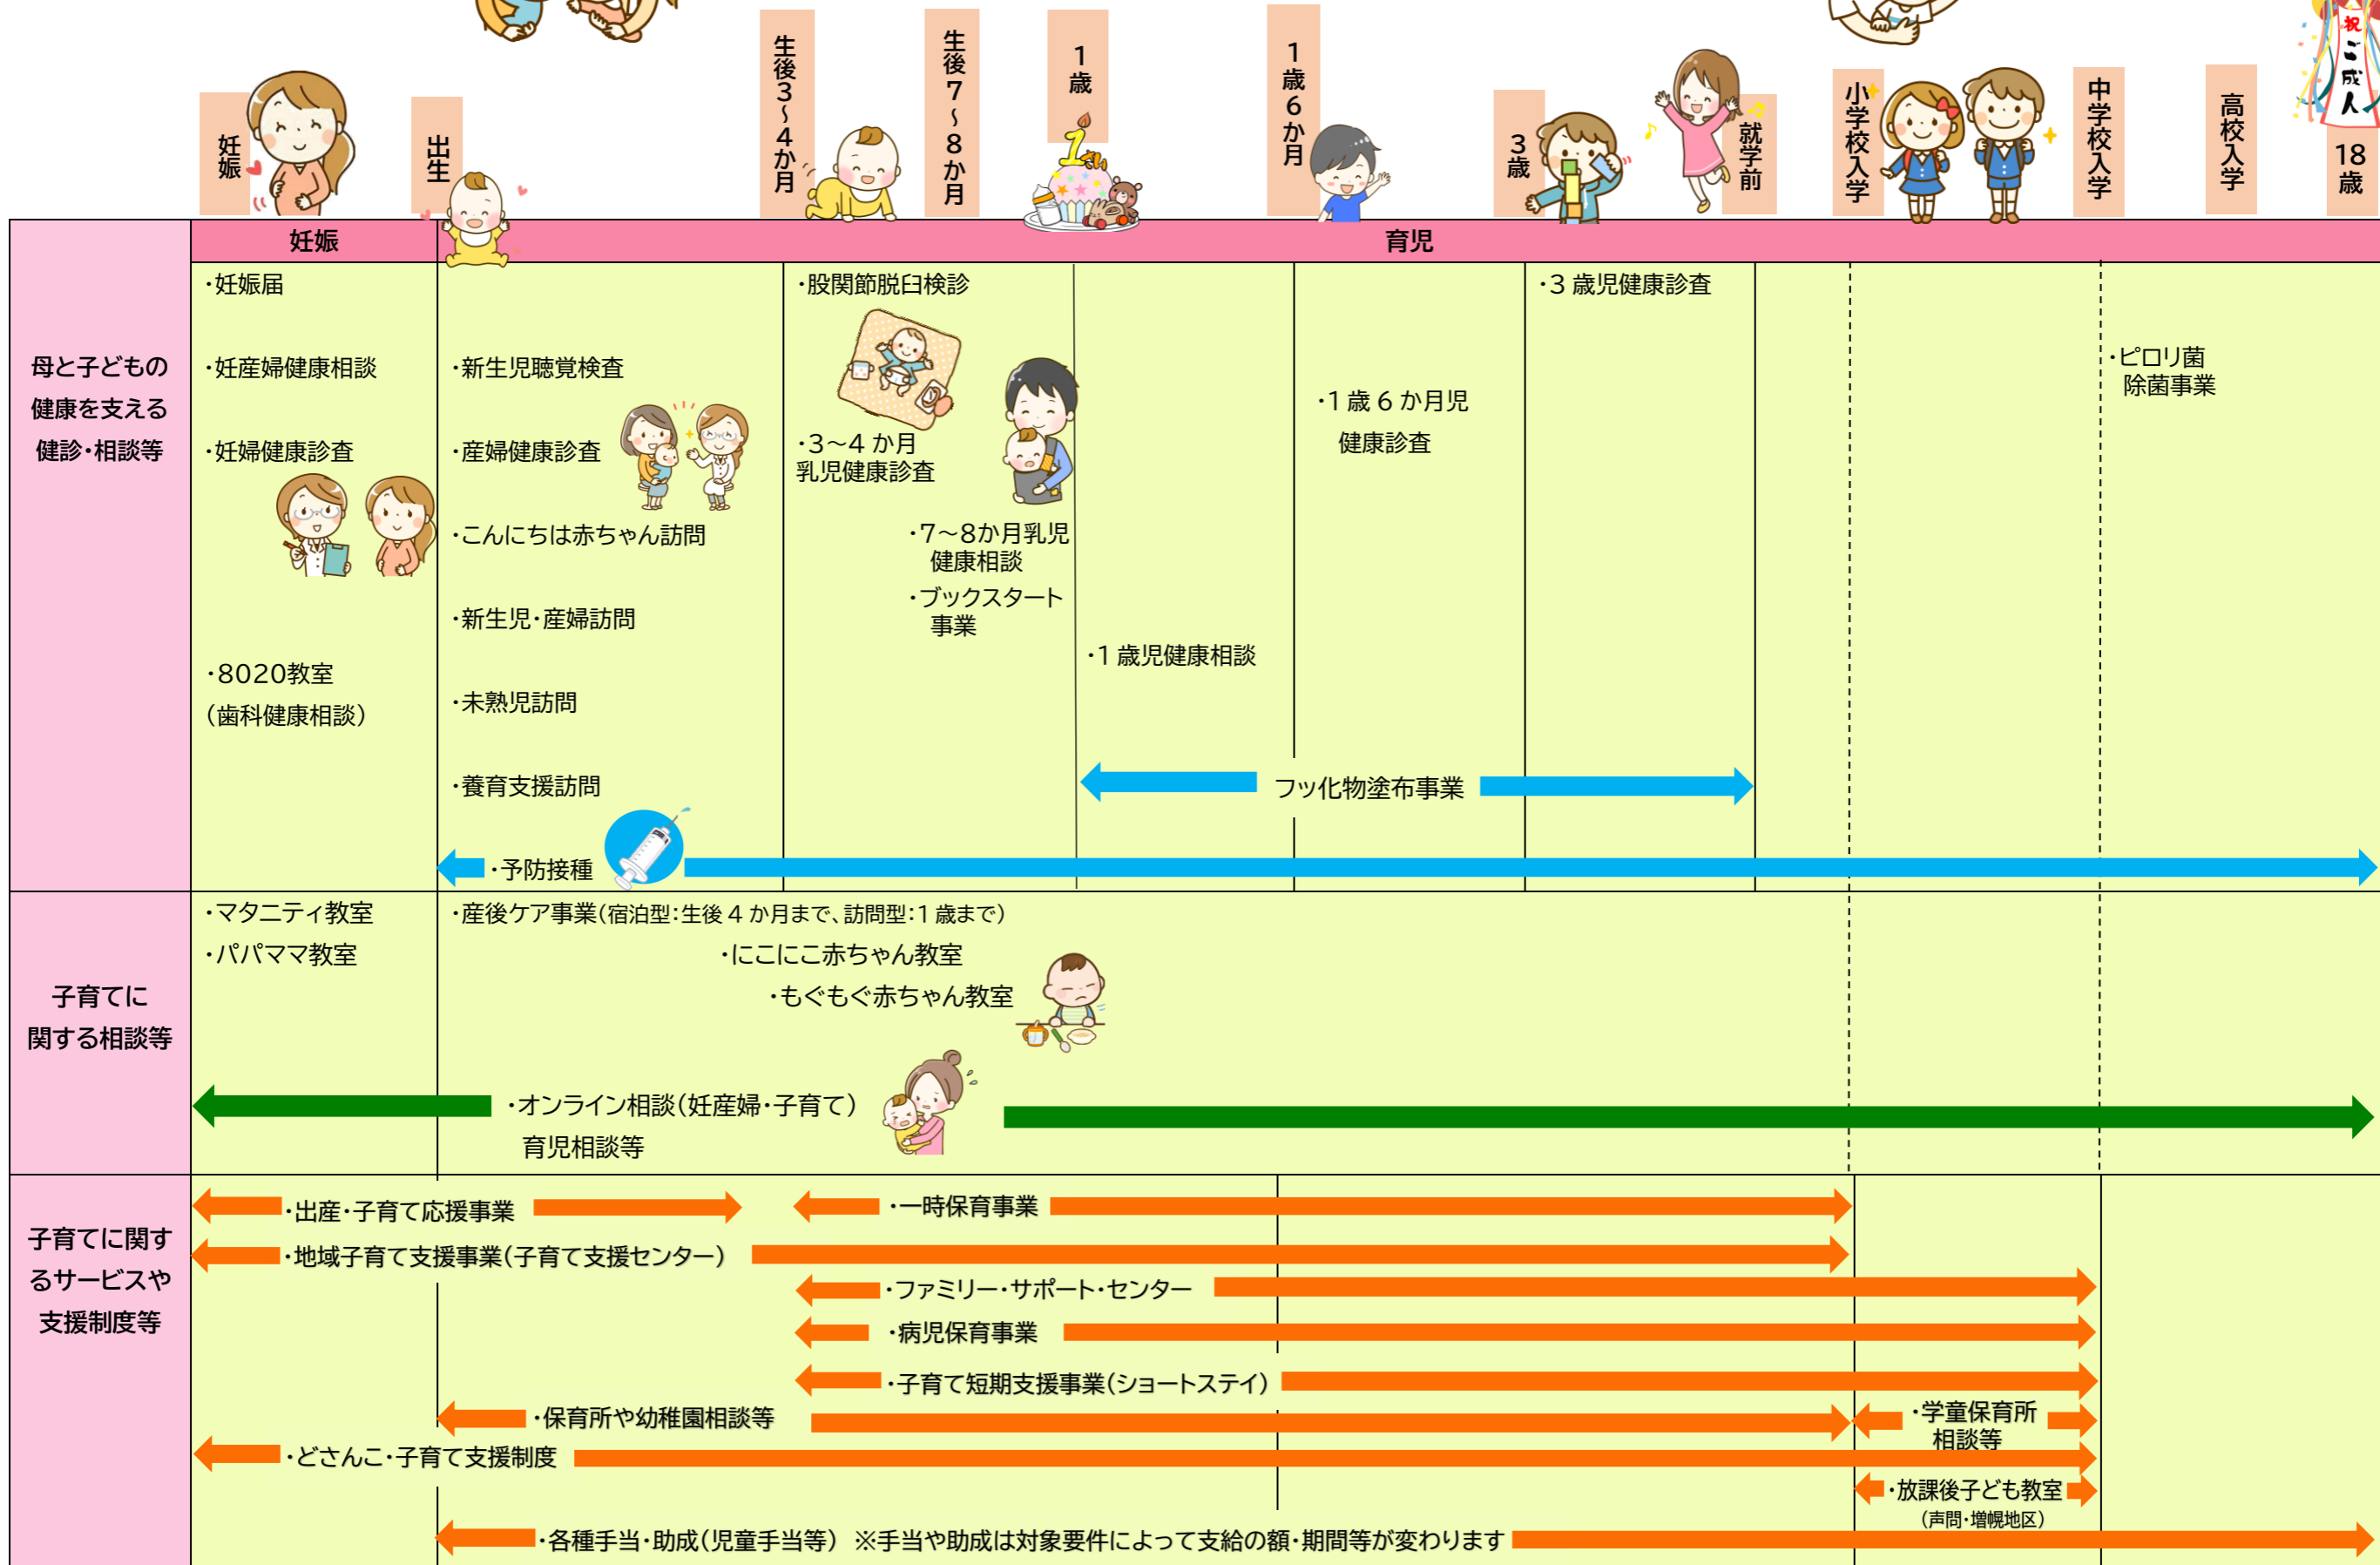 祝ご成人
妊娠
出生
生後3~4か月
生後7~8か月
1歳
1さい
1歳6か月
3歳
就学前
小学校入学
中学校入学
高校入学
18歳
妊娠
育児
母と子どもの
健康を支える
健診・相談等
・妊娠届
・妊産婦健康相談
・妊婦健康診査
・8020教室
（歯科健康相談）
・新生児聴覚検査
・産婦健康診査
・こんにちは赤ちゃん訪問
・新生児・産婦訪問
・未熟児訪問
・養育支援訪問
・予防接種
・股関節脱臼検診
・3~4か月
乳児健康診査
・7~8か月乳児
健康相談
・ブックスタート
事業
・1歳児健康相談
・1歳6か月児
健康診査
・3歳児健康診査
フッ化物塗布事業
・ピロリ菌
除菌事業
子育てに
関する相談等
・マタニティ教室
・パパママ教室
・産後ケア事業（宿泊型：生後4か月まで、訪問型：1歳まで）
・にこにこ赤ちゃん教室
・もぐもぐ赤ちゃん教室
・オンライン相談（妊産婦・子育て）
育児相談等
子育てに関す
るサービスや
支援制度等
・出産・子育て応援事業
・一時保育事業
・地域子育て支援事業（子育て支援センター）
・ファミリー・サポート・センター
・病児保育事業
・子育て短期支援事業（ショートステイ）
・保育所や幼稚園相談等
・学童保育所
相談等
・どさんこ・子育て支援制度
・放課後子ども教室
（声問・増幌地区）
・各種手当・助成（児童手当等）　※手当や助成は対象要件によって支給の額・期間等が変わります